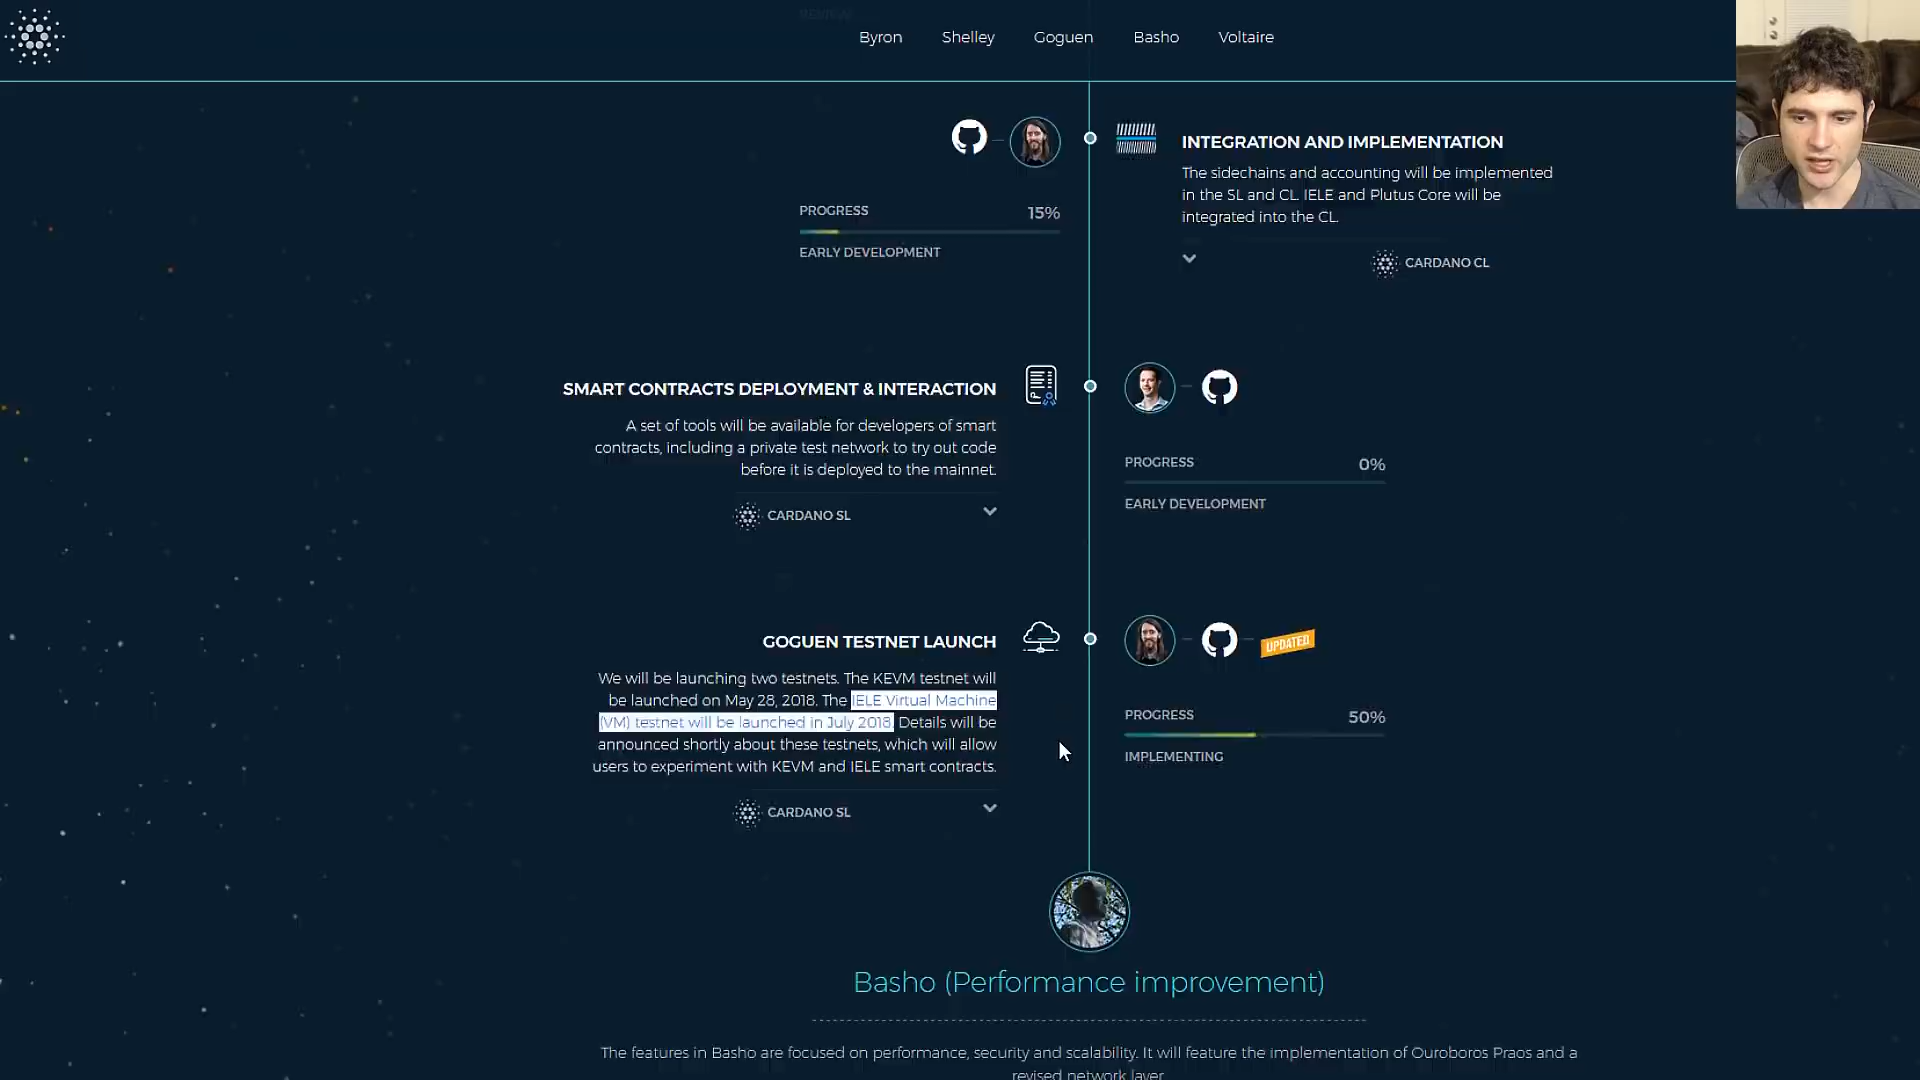 Byron Shelley Goguen Basho Voltaire
INTEGRATION AND IMPLEMENTATION
The sidechains and accounting will be implemented
in the SL and CL. IELE and Plutus Core will be
integrated into the CL.
CARDANO CL
PROGRESS 15%
EARLY DEVELOPMENT
SMART CONTRACTS DEPLOYMENT & INTERACTION
A set of tools will be available for developers of smart
contracts, including a private test network to try out code
before it is deployed to the mainnet.
CARDANO SL
PROGRESS 0%
EARLY DEVELOPMENT
GOGUEN TESTNET LAUNCH
We will be launching two testnets. The KEVM testnet will
be launched on May 28, 2018. The IELE Virtual Machine
(VM) testnet will be launched in July 2018. Details will be
announced shortly about these testnets, which will allow
users to experiment with KEVM and IELE smart contracts.
CARDANO SL
UPDATED
PROGRESS 50%
IMPLEMENTING
Basho (Performance improvement)
The features in Basho are focused on performance, security and scalability. It will feature the implementation of Ouroboros Praos and a
revised network layer